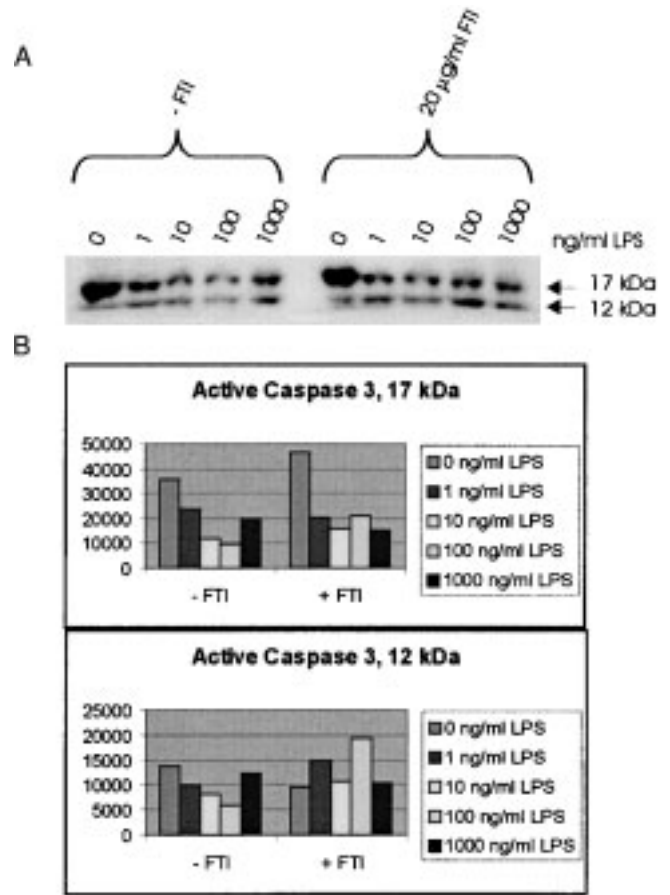 A
- FTI
20 µg/ml FTI
0 1 10 100 1000 0 1 10 100 1000 ng/ml LPS
17 kDa
12 kDa
B
Active Caspase 3, 17 kDa
50000
40000
30000
20000
10000
0
- FTI + FTI
0 ng/ml LPS
1 ng/ml LPS
10 ng/ml LPS
100 ng/ml LPS
1000 ng/ml LPS
Active Caspase 3, 12 kDa
25000
20000
15000
10000
5000
0
- FTI + FTI
0 ng/ml LPS
1 ng/ml LPS
10 ng/ml LPS
100 ng/ml LPS
1000 ng/ml LPS